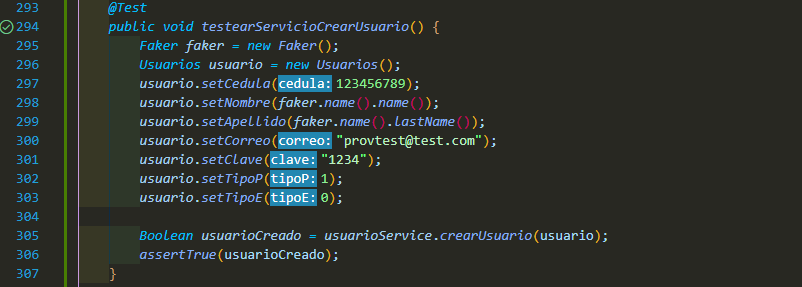 293 @Test
294 public void testearServicioCrearUsuario() {
295 Faker faker = new Faker();
296 Usuarios usuario = new Usuarios();
297 usuario.setCedula(cedula: 123456789);
298 usuario.setNombre(faker.name().name());
299 usuario.setApellido(faker.name().lastName());
300 usuario.setCorreo(correo: "provtest@test.com");
301 usuario.setClave(clave: "1234");
302 usuario.setTipoP(tipoP: 1);
303 usuario.setTipoE(tipoE: 0);
304
305 Boolean usuarioCreado = usuarioService.crearUsuario(usuario);
306 assertTrue(usuarioCreado);
307 }